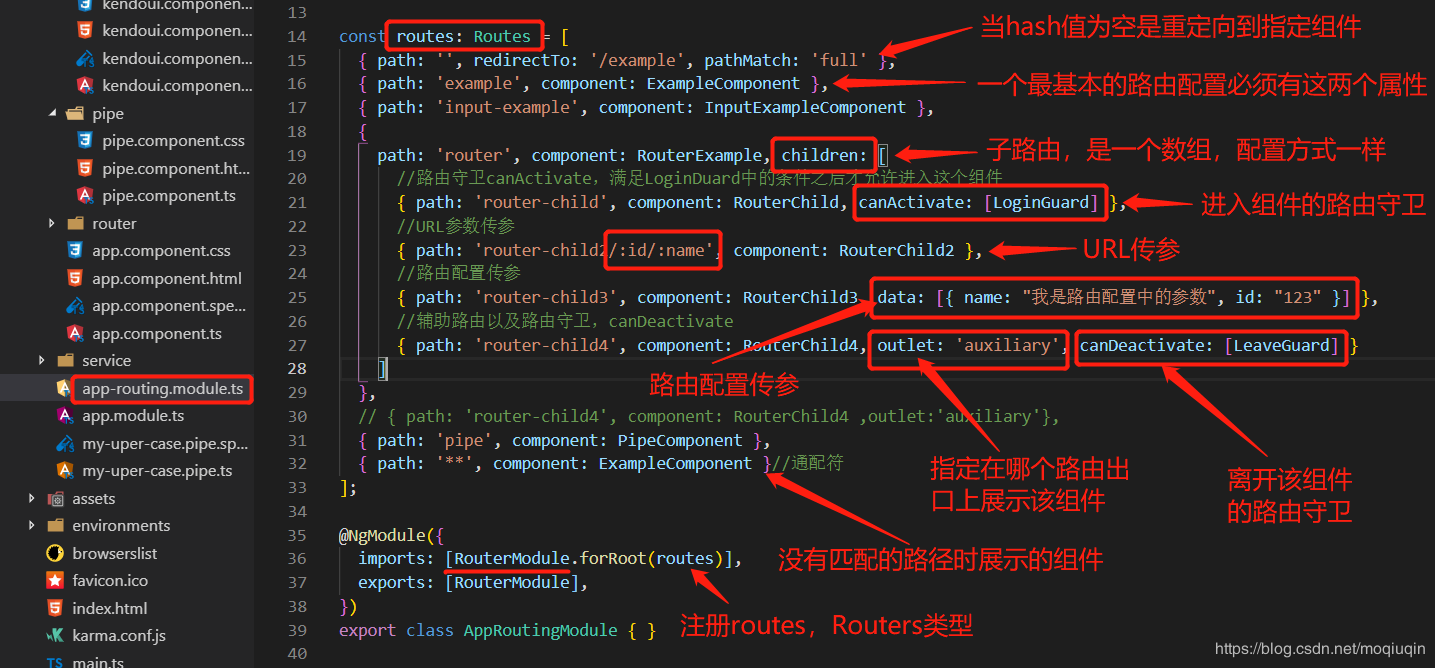 kendoui.componen...
kendoui.componen...
kendoui.componen...
kendoui.componen...
pipe
pipe.component.css
pipe.component.ht...
pipe.component.ts
router
app.component.css
app.component.html
app.component.spe...
app.component.ts
service
app-routing.module.ts
app.module.ts
my-uper-case.pipe.sp...
my-uper-case.pipe.ts
assets
environments
browserslist
favicon.ico
index.html
karma.conf.js
TS main.ts
13
14 const routes: Routes = [
当hash值为空是重定向到指定组件
15 { path: '', redirectTo: '/example', pathMatch: 'full' },
16 { path: 'example', component: ExampleComponent },
一个最基本的路由配置必须有这两个属性
17 { path: 'input-example', component: InputExampleComponent },
18 {
19 path: 'router', component: RouterExample, children: [
子路由，是一个数组，配置方式一样
20 //路由守卫canActivate，满足LoginDuard中的条件之后才允许进入这个组件
21 { path: 'router-child', component: RouterChild, canActivate: [LoginGuard] },
进入组件的路由守卫
22 //URL参数传参
23 { path: 'router-child2/:id/:name', component: RouterChild2 },
URL传参
24 //路由配置传参
25 { path: 'router-child3', component: RouterChild3, data: [{ name: "我是路由配置中的参数", id: "123" }] },
26 //辅助路由以及路由守卫，canDeactivate
27 { path: 'router-child4', component: RouterChild4, outlet: 'auxiliary', canDeactivate: [LeaveGuard] }
28 ]
路由配置传参
29 },
30 // { path: 'router-child4', component: RouterChild4 ,outlet:'auxiliary'},
31 { path: 'pipe', component: PipeComponent },
32 { path: '**', component: ExampleComponent }//通配符
指定在哪个路由出
口上展示该组件
离开该组件
的路由守卫
33 ];
34
35 @NgModule({
36 imports: [RouterModule.forRoot(routes)],
没有匹配的路径时展示的组件
37 exports: [RouterModule],
38 })
39 export class AppRoutingModule { }
注册routes，Routers类型
40
https://blog.csdn.net/moqiuqin